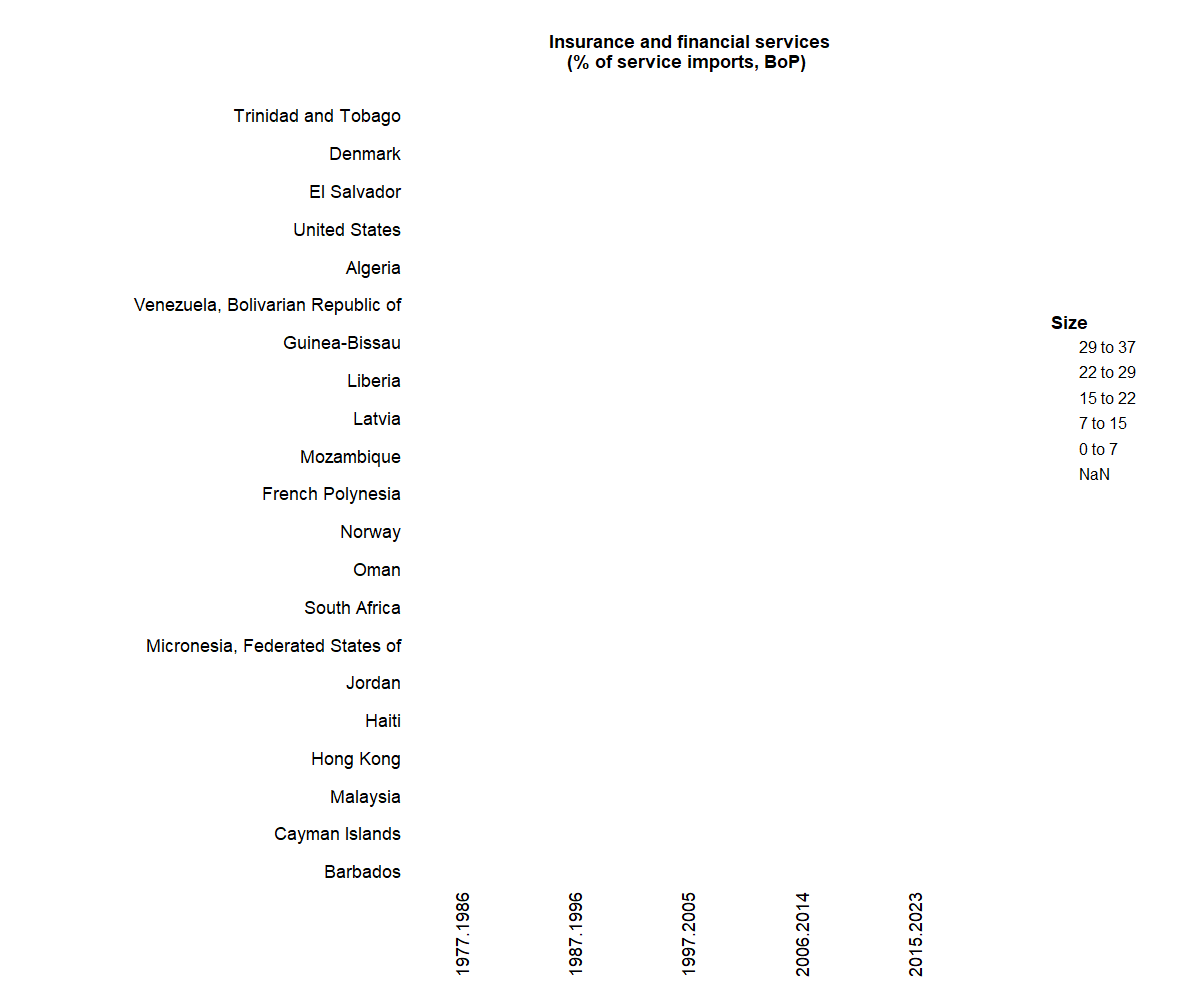 Insurance and financial services
(% of service imports, BoP)
Trinidad and Tobago
Denmark
El Salvador
United States
Algeria
Venezuela, Bolivarian Republic of
Guinea-Bissau
Liberia
Latvia
Mozambique
French Polynesia
Norway
Oman
South Africa
Micronesia, Federated States of
Jordan
Haiti
Hong Kong
Malaysia
Cayman Islands
Barbados
1977.1986
1987.1996
1997.2005
2006.2014
2015.2023
Size
29 to 37
22 to 29
15 to 22
7 to 15
0 to 7
NaN